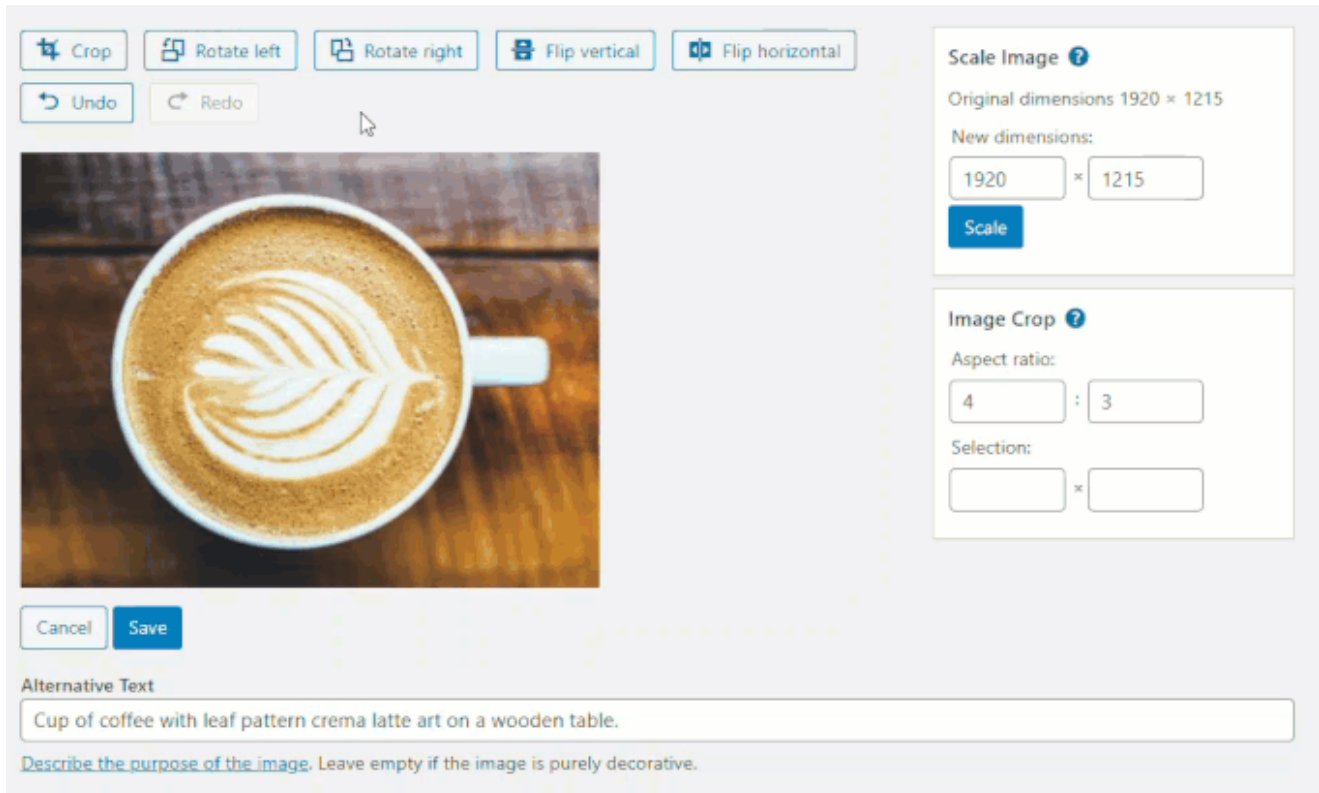 Crop Rotate left Rotate right Flip vertical Flip horizontal
Undo Redo
Scale Image ?
Original dimensions 1920 × 1215
New dimensions:
1920 × 1215
Scale
Image Crop ?
Aspect ratio:
4 : 3
Selection:
×
Cancel Save
Alternative Text
Cup of coffee with leaf pattern crema latte art on a wooden table.
Describe the purpose of the image. Leave empty if the image is purely decorative.